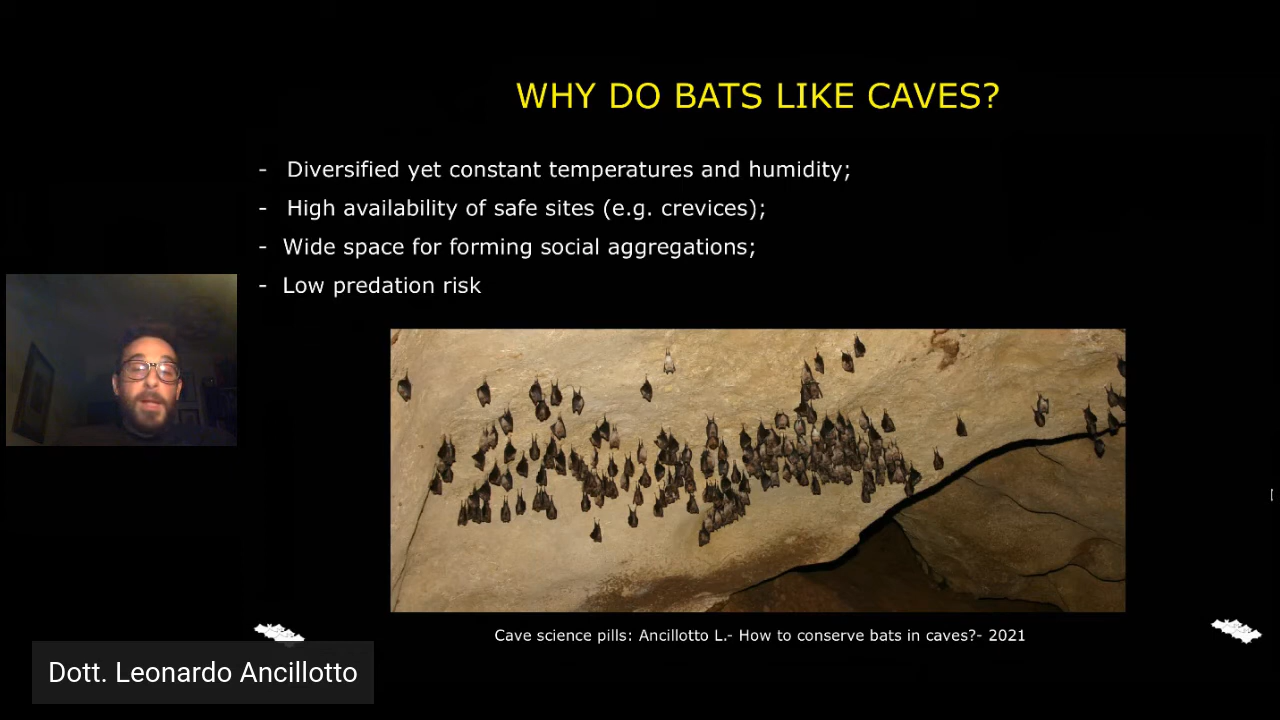 WHY DO BATS LIKE CAVES?
- Diversified yet constant temperatures and humidity;
- High availability of safe sites (e.g. crevices);
- Wide space for forming social aggregations;
- Low predation risk
Cave science pills: Ancillotto L.- How to conserve bats in caves?- 2021
Dott. Leonardo Ancillotto